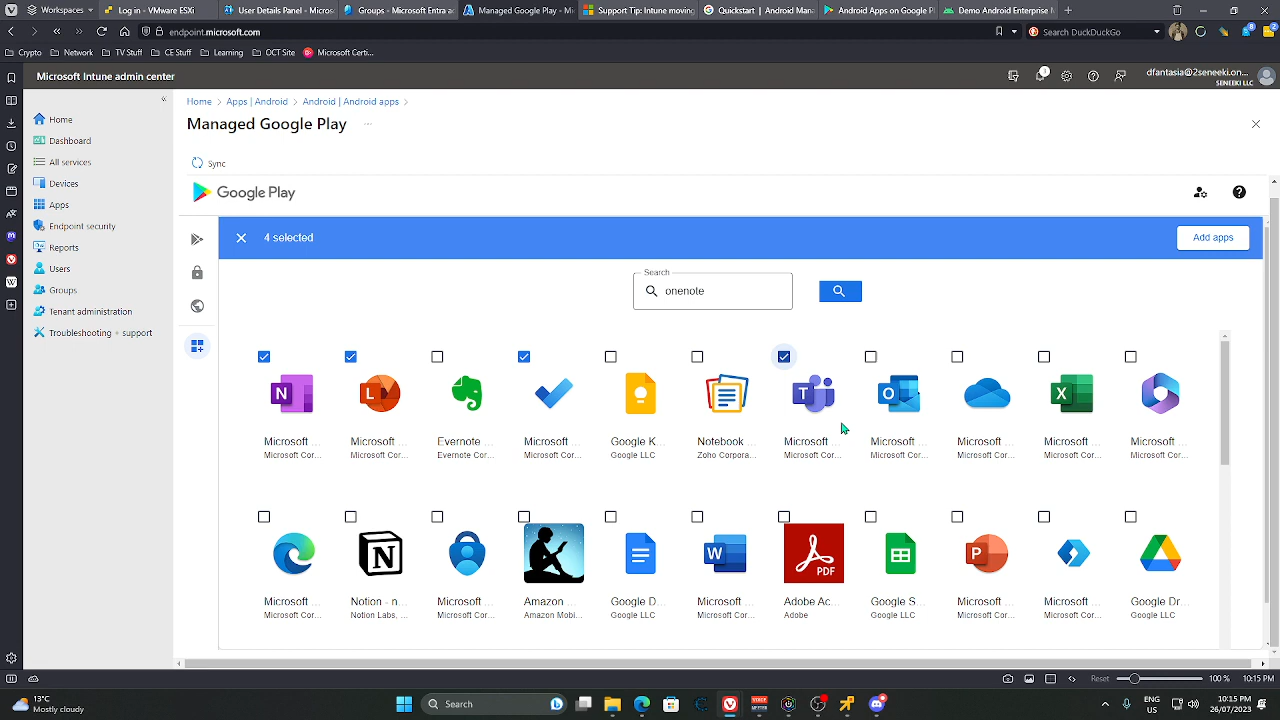 Workspaces
Log in - VMware ESXi
User Details Panel - Micros
Groups - Microsoft Entra a
Managed Google Play - Mi
Support Tip: Intune moving
Quickstart | Android Man
Android Apps on Google P
Demo Android Enterprise
endpoint.microsoft.com
Search DuckDuckGo
Crypto
Network
TV Stuff
CE Stuff
Learning
OCT Site
Microsoft Certi...
Microsoft Intune admin center
dfantasia@2seneeki.on...
SENEEKI LLC
Home > Apps | Android > Android | Android apps >
Managed Google Play ...
Home
Dashboard
All services
Devices
Apps
Endpoint security
Reports
Users
Groups
Tenant administration
Troubleshooting + support
Sync
Google Play
4 selected
Add apps
Search
onenote
Microsoft ...
Microsoft ...
Evernote ...
Microsoft ...
Google K...
Notebook ...
Microsoft ...
Microsoft ...
Microsoft ...
Microsoft ...
Microsoft ...
Microsoft Cor...
Microsoft Cor...
Evernote Cor...
Microsoft Cor...
Google LLC
Zoho Corpora...
Microsoft Cor...
Microsoft Cor...
Microsoft Cor...
Microsoft Cor...
Microsoft Cor...
PDF
Microsoft ...
Notion - n...
Microsoft ...
Amazon ...
Google D...
Microsoft ...
Adobe Ac...
Google S...
Microsoft ...
Microsoft ...
Google Dr...
Microsoft Cor...
Notion Labs, ...
Microsoft Cor...
Amazon Mobi...
Google LLC
Microsoft Cor...
Adobe
Google LLC
Microsoft Cor...
Microsoft Cor...
Google LLC
Reset
100 %
10:15 PM
13°C
Mostly cloudy
Search
ENG
US
10:15 PM
26/07/2023